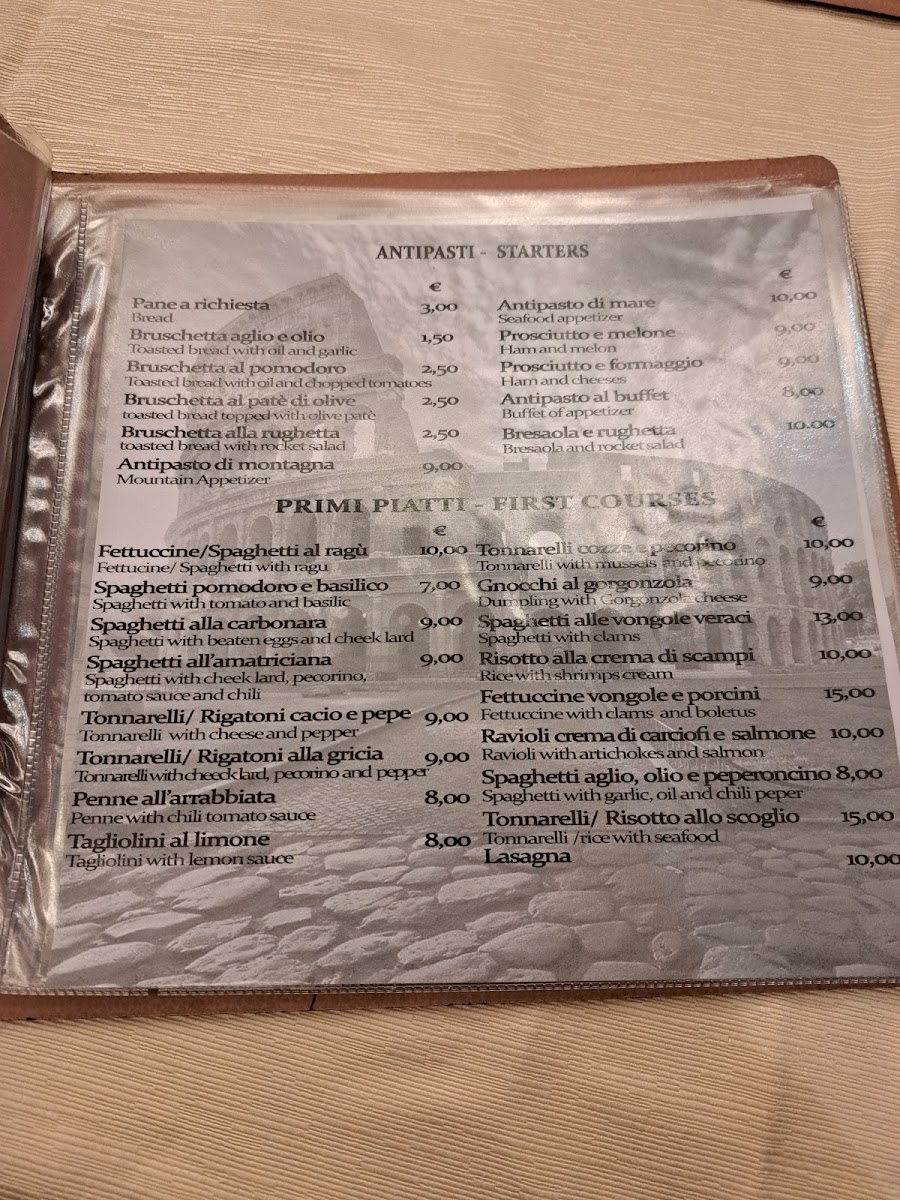 ANTIPASTI - STARTERS
€
Pane a richiesta 3,00
Bread
Bruschetta aglio e olio 1,50
Toasted bread with oil and garlic
Bruschetta al pomodoro 2,50
Toasted bread with oil and chopped tomatoes
Bruschetta al patè di olive 2,50
toasted bread topped with olive patè
Bruschetta alla rughetta 2,50
toasted bread with rocket salad
Antipasto di montagna 9,00
Mountain Appetizer
€
Antipasto di mare 10,00
Seafood appetizer
Prosciutto e melone 9,00
Ham and melon
Prosciutto e formaggio 9,00
Ham and cheeses
Antipasto al buffet 8,00
Buffet of appetizer
Bresaola e rughetta 10.00
Bresaola and rocket salad
PRIMI PIATTI - FIRST COURSES
€
Fettuccine/Spaghetti al ragù 10,00
Fettuccine/ Spaghetti with ragu
Spaghetti pomodoro e basilico 7,00
Spaghetti with tomato and basilic
Spaghetti alla carbonara 9,00
Spaghetti with beaten eggs and cheek lard
Spaghetti all'amatriciana 9,00
Spaghetti with cheek lard, pecorino,
tomato sauce and chili
Tonnarelli/ Rigatoni cacio e pepe 9,00
Tonnarelli with cheese and pepper
Tonnarelli/ Rigatoni alla gricia 9,00
Tonnarelli with cheeck lard, pecorino and pepper
Penne all'arrabbiata 8,00
Penne with chili tomato sauce
Tagliolini al limone 8,00
Tagliolini with lemon sauce
€
Tonnarelli cozze e pecorino 10,00
Tonnarelli with mussels and pecorino
Gnocchi al gorgonzola 9,00
Dumpling with Gorgonzola cheese
Spaghetti alle vongole veraci 13,00
Spaghetti with clams
Risotto alla crema di scampi 10,00
Rice with shrimps cream
Fettuccine vongole e porcini 15,00
Fettuccine with clams and boletus
Ravioli crema di carciofi e salmone 10,00
Ravioli with artichokes and salmon
Spaghetti aglio, olio e peperoncino 8,00
Spaghetti with garlic, oil and chili peper
Tonnarelli/ Risotto allo scoglio 15,00
Tonnarelli /rice with seafood
Lasagna 10,00